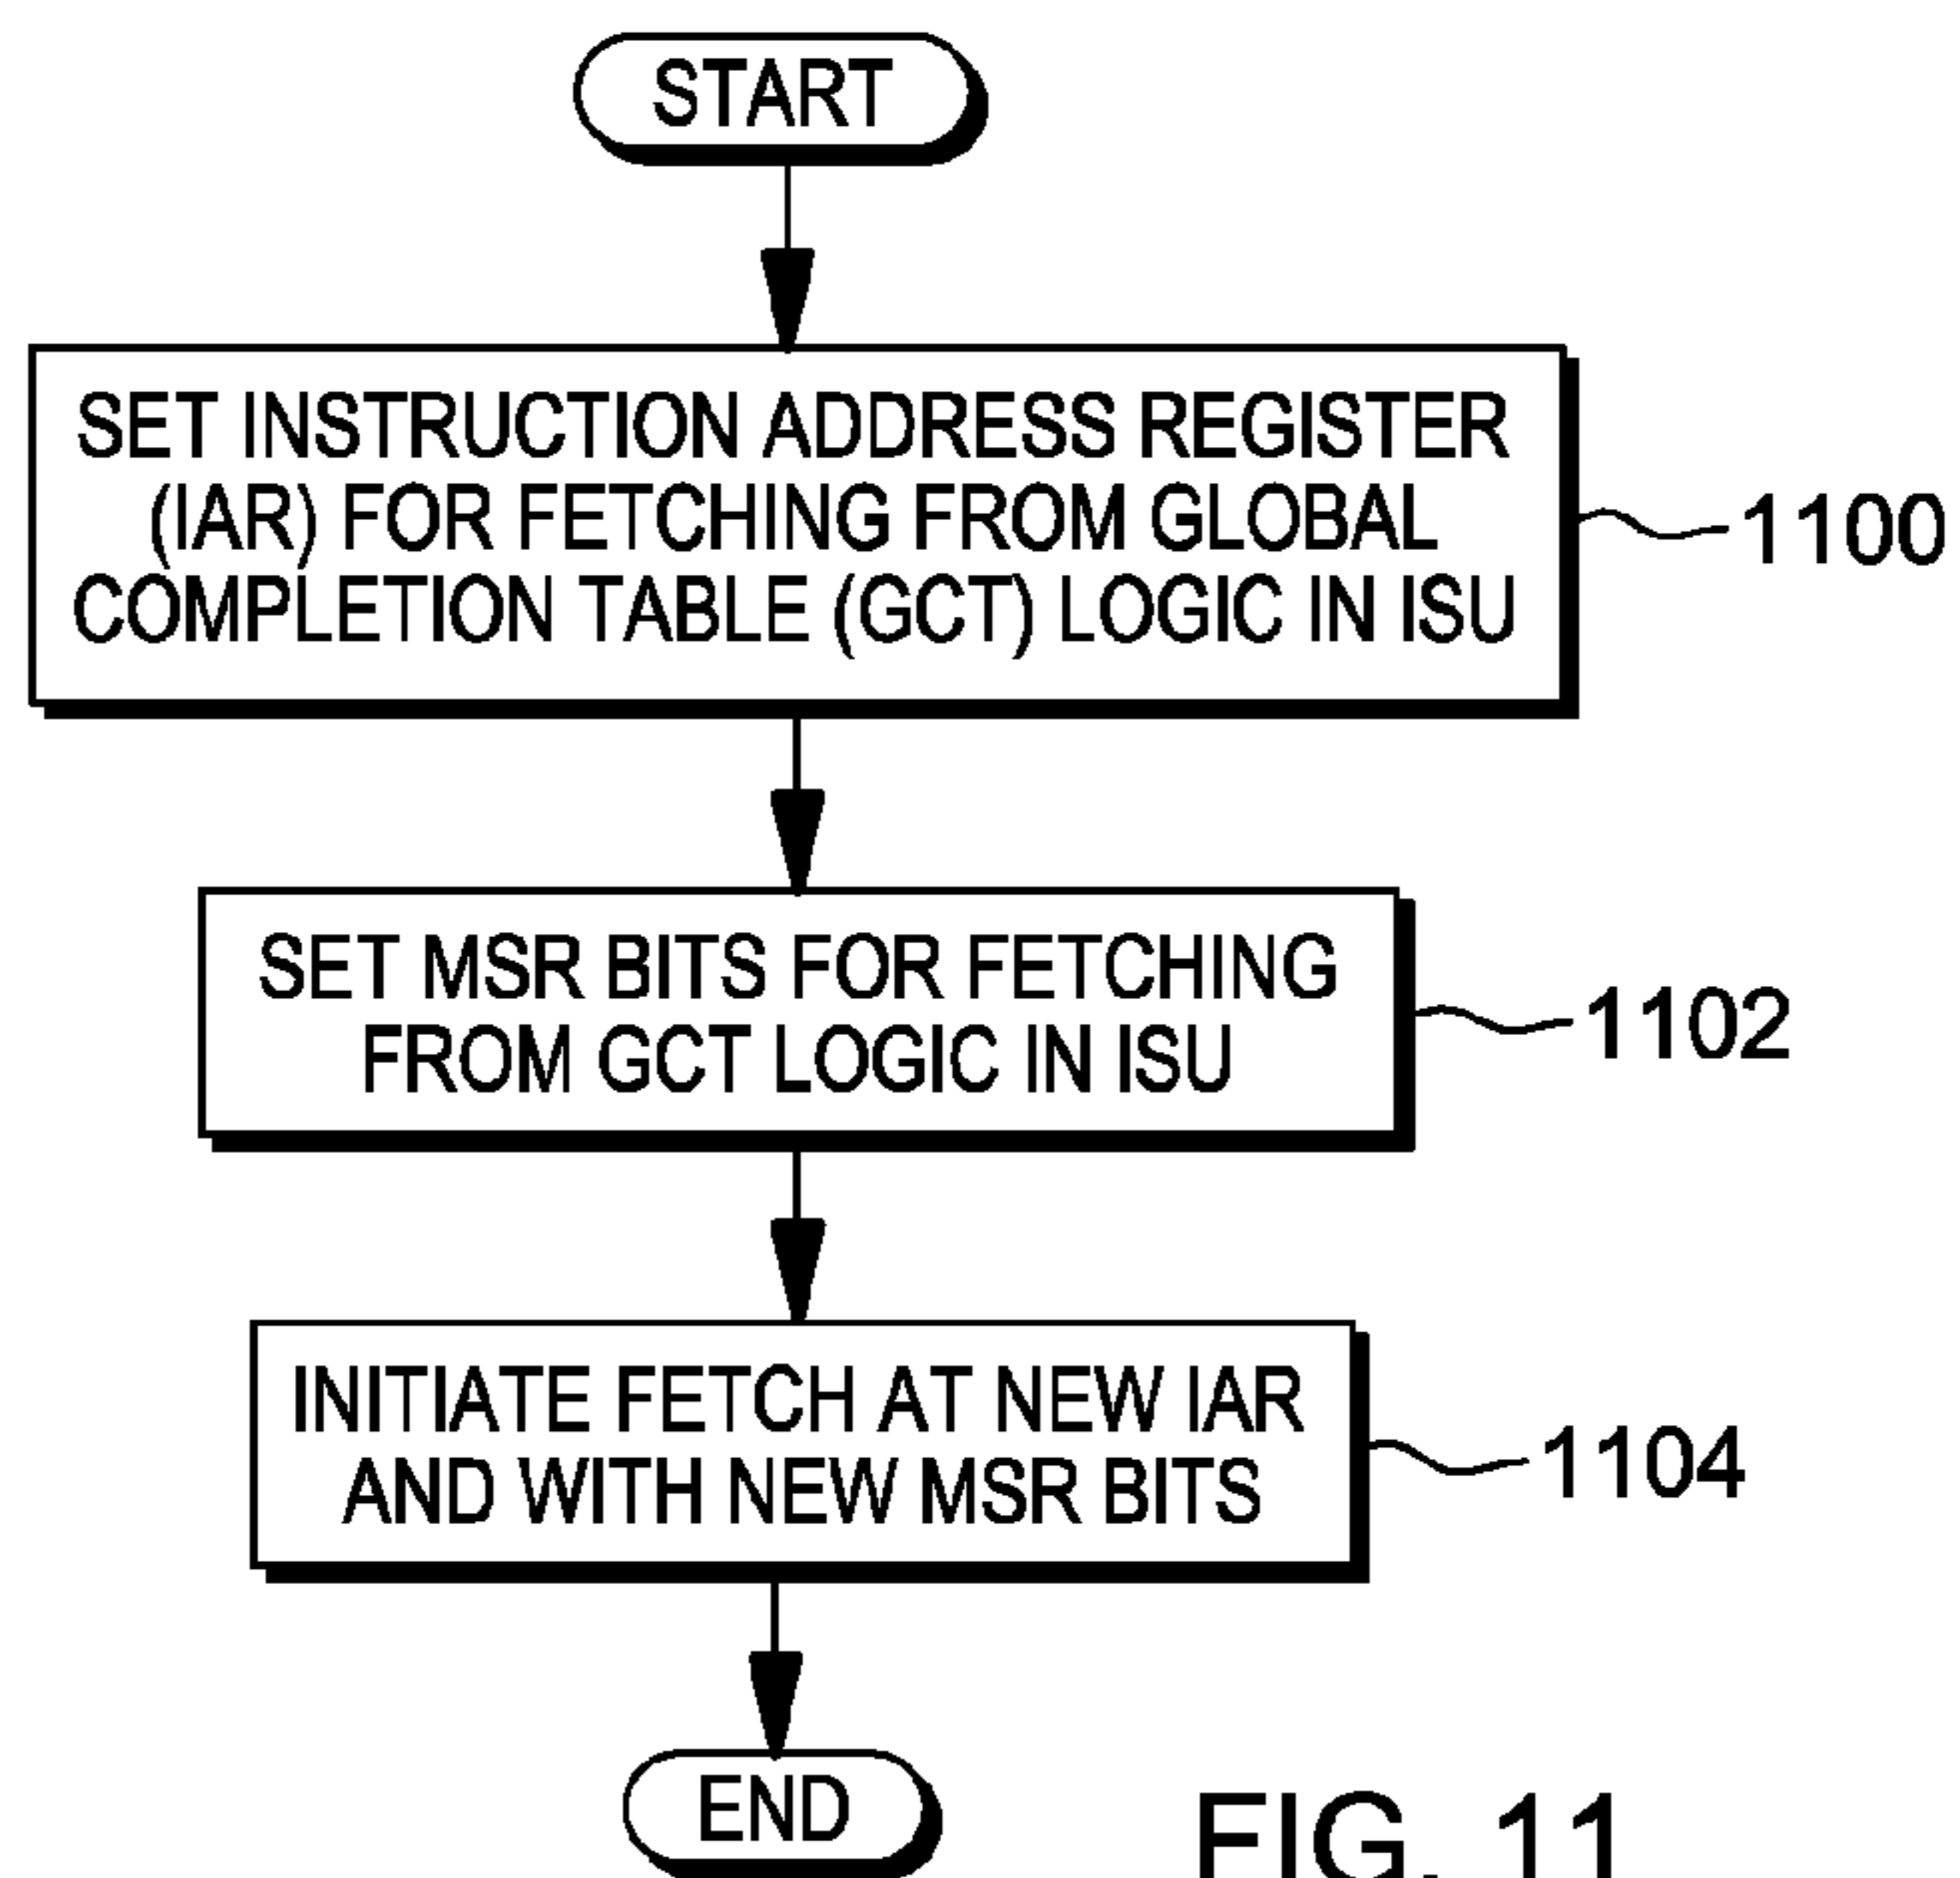 START
SET INSTRUCTION ADDRESS REGISTER
(IAR) FOR FETCHING FROM GLOBAL
COMPLETION TABLE (GCT) LOGIC IN ISU
1100
SET MSR BITS FOR FETCHING
FROM GCT LOGIC IN ISU
1102
INITIATE FETCH AT NEW IAR
AND WITH NEW MSR BITS
1104
END
FIG. 11